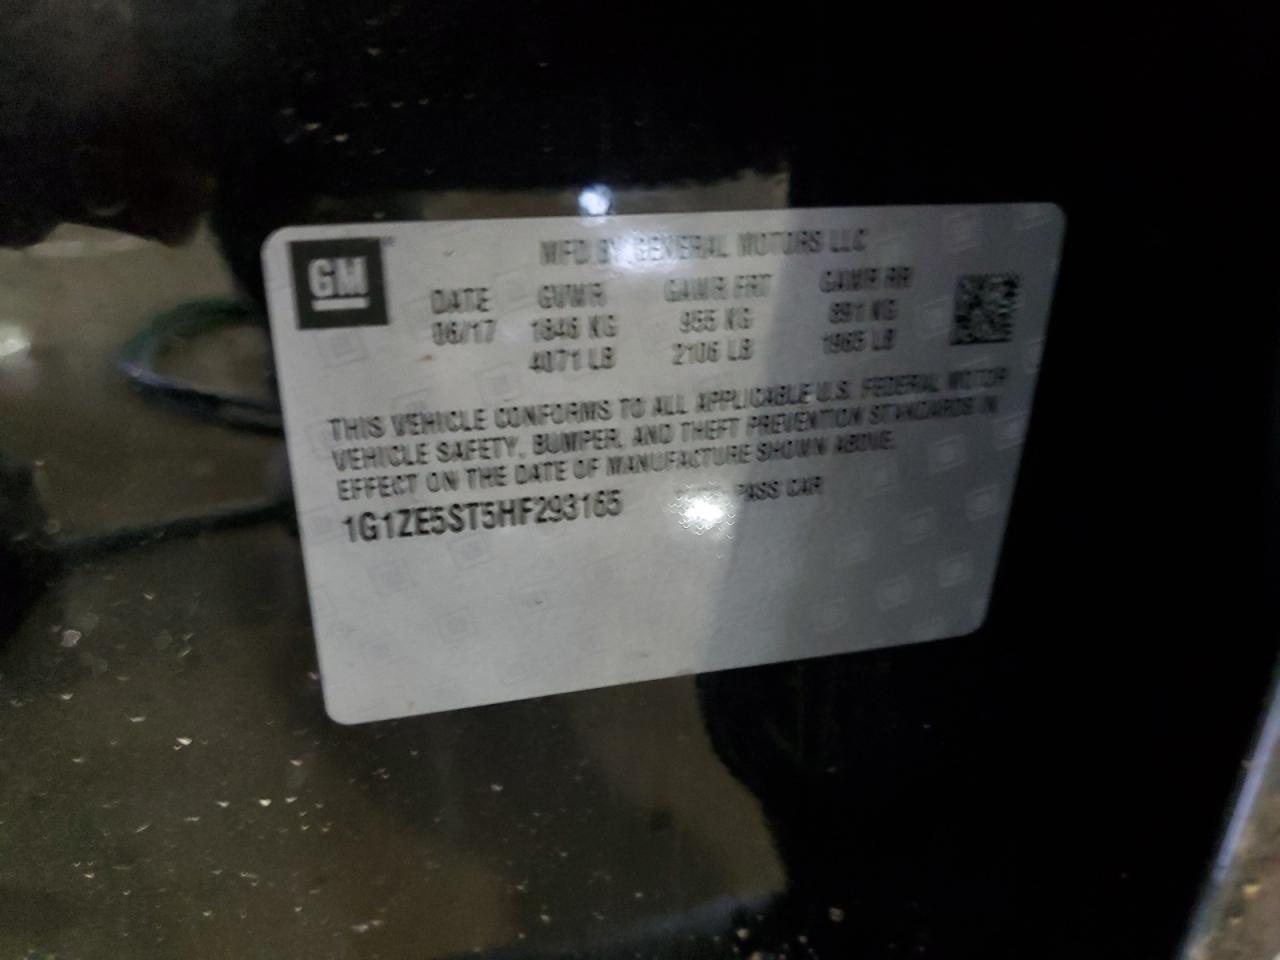 GM
MFD BY GENERAL MOTORS LLC
DATE GVWR GAWR FRT GAWR RR
06/17 1846 KG 955 KG 891 KG
4071 LB 2106 LB 1965 LB
THIS VEHICLE CONFORMS TO ALL APPLICABLE U.S. FEDERAL MOTOR
VEHICLE SAFETY, BUMPER, AND THEFT PREVENTION STANDARDS IN
EFFECT ON THE DATE OF MANUFACTURE SHOWN ABOVE.
1G1ZE5ST5HF293165 PASS CAR